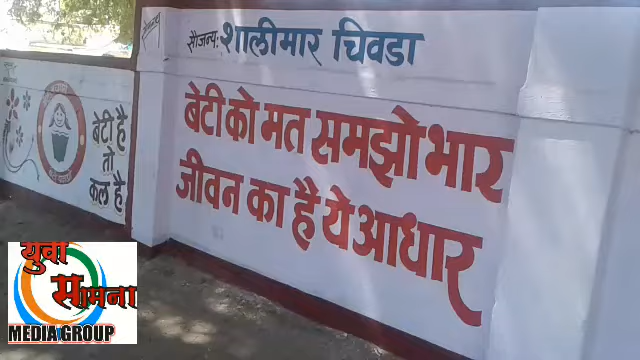 सौजन्य:
शालीमार चिवडा
बेटी को मत समझो भार
जीवन का है ये आधार
बेटी है
तो
कल है
युवा
सामना
MEDIA GROUP